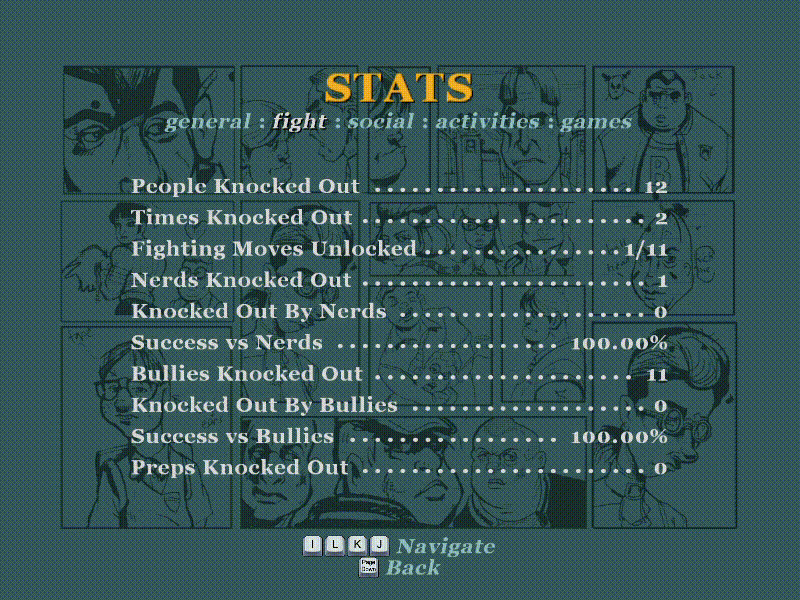 STATS
general : fight : social : activities : games
People Knocked Out ..................... 12
Times Knocked Out ....................... 2
Fighting Moves Unlocked ................ 1/11
Nerds Knocked Out ....................... 1
Knocked Out By Nerds .................... 0
Success vs Nerds .................. 100.00%
Bullies Knocked Out ..................... 11
Knocked Out By Bullies ................... 0
Success vs Bullies ................. 100.00%
Preps Knocked Out ....................... 0
I L K J Navigate
Page Down Back